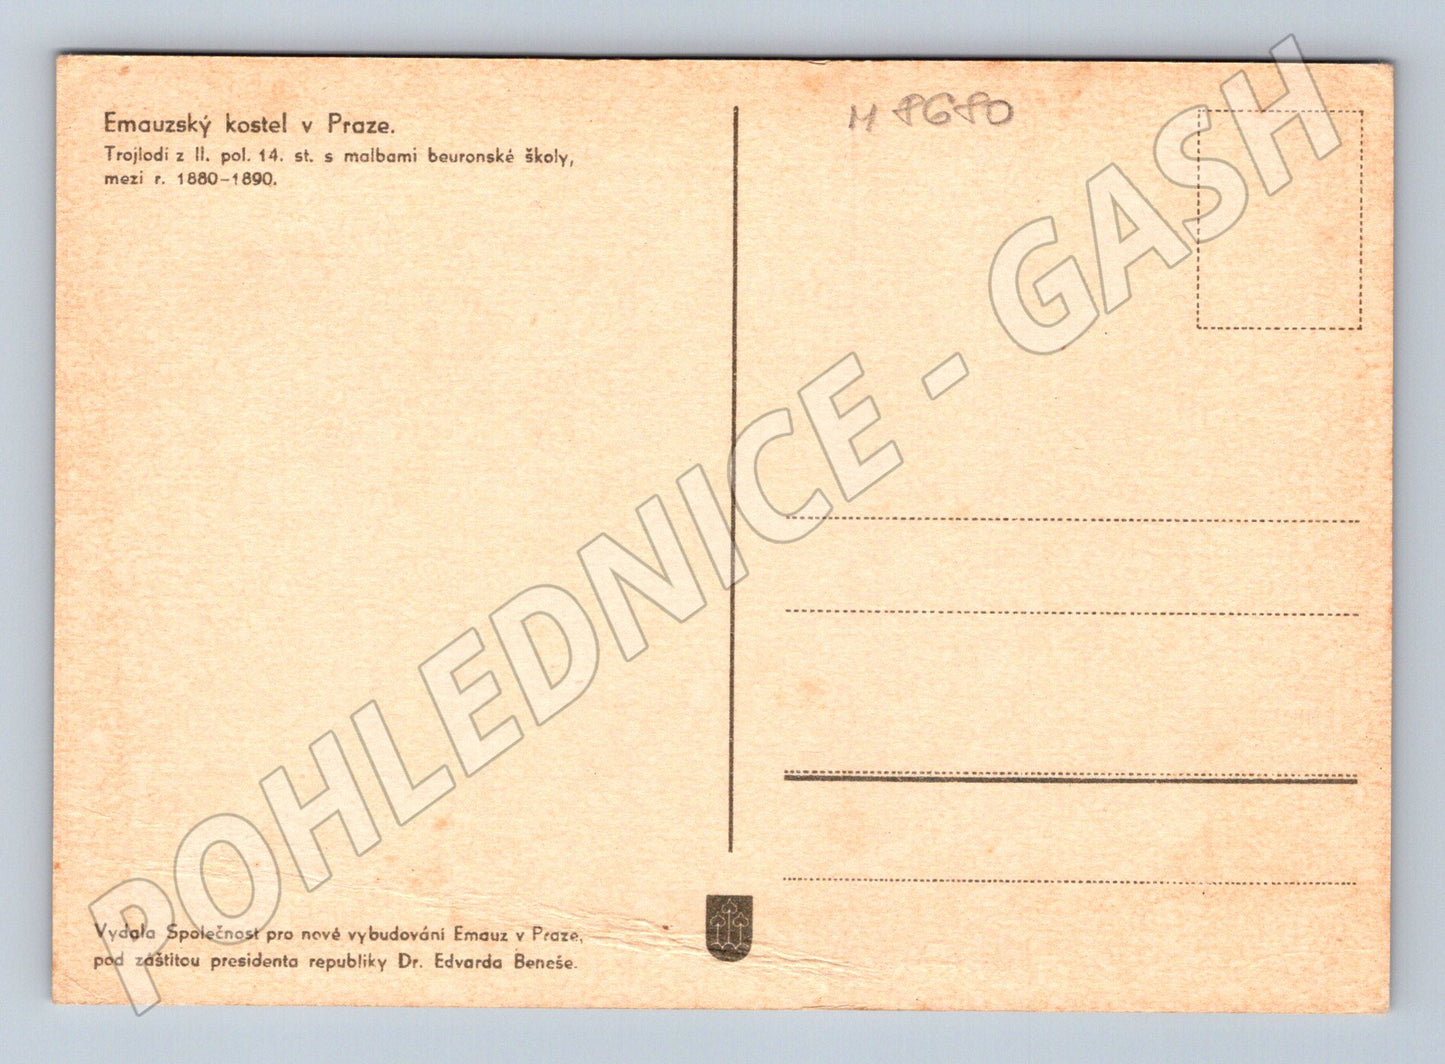 Emauzský kostel v Praze.
Trojlodí z II. pol. 14. st. s malbami beuronské školy,
mezi r. 1880–1890.
M 8680
Vydala Společnost pro nové vybudování Emauz v Praze,
pod záštitou presidenta republiky Dr. Edvarda Beneše.
POHLEDNICE - GASH